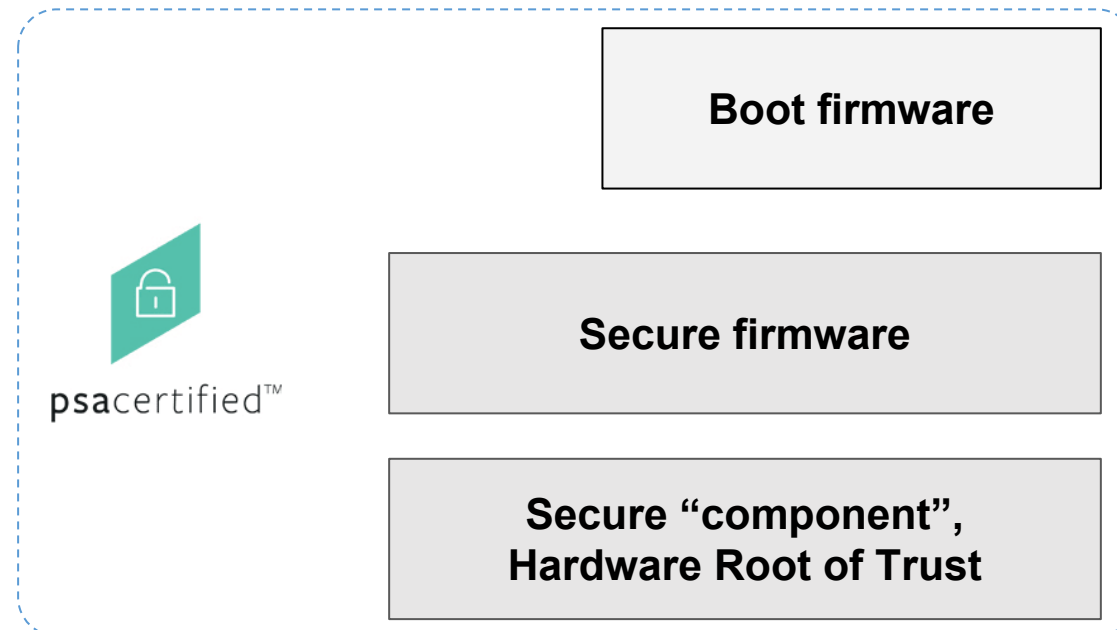 Boot firmware
Secure firmware
psacertified™
Secure “component”,
Hardware Root of Trust